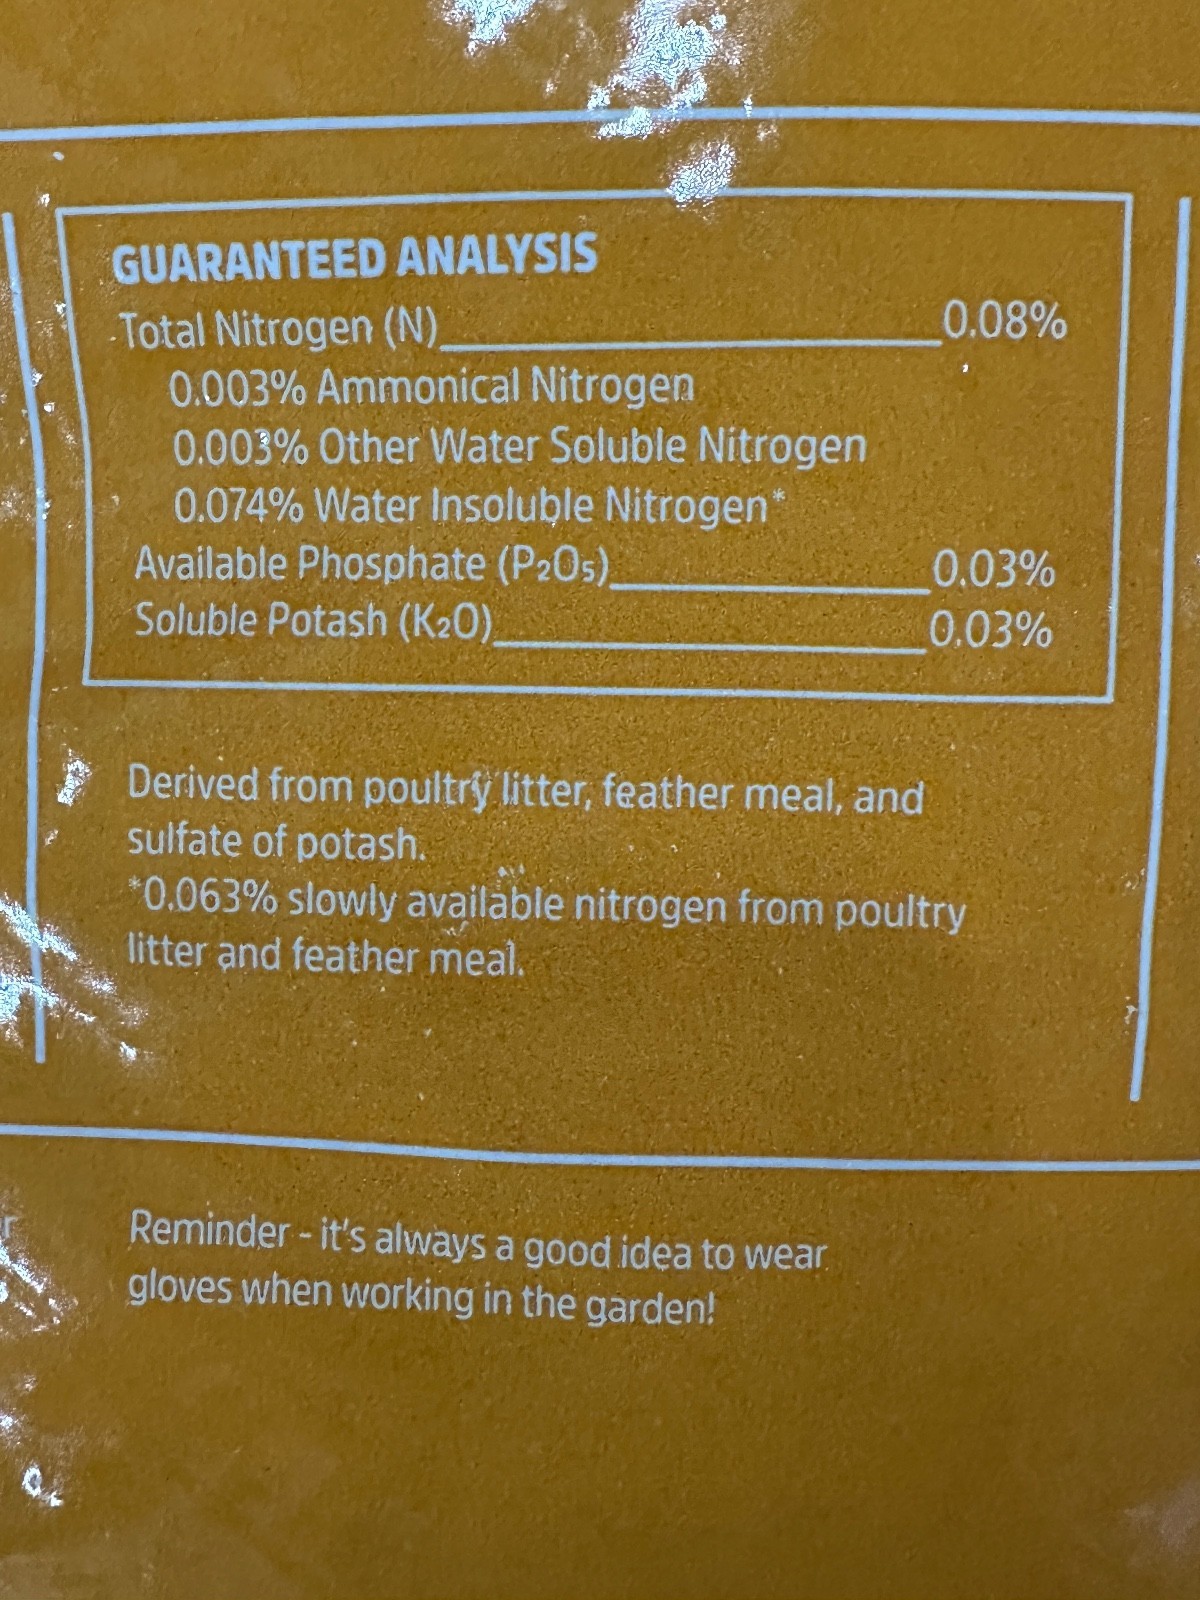 GUARANTEED ANALYSIS
Total Nitrogen (N)____________________0.08%
0.003% Ammonical Nitrogen
0.003% Other Water Soluble Nitrogen
0.074% Water Insoluble Nitrogen*
Available Phosphate (P₂O₅)____________0.03%
Soluble Potash (K₂O)________________0.03%
Derived from poultry litter, feather meal, and
sulfate of potash.
*0.063% slowly available nitrogen from poultry
litter and feather meal.
Reminder - it's always a good idea to wear
gloves when working in the garden!